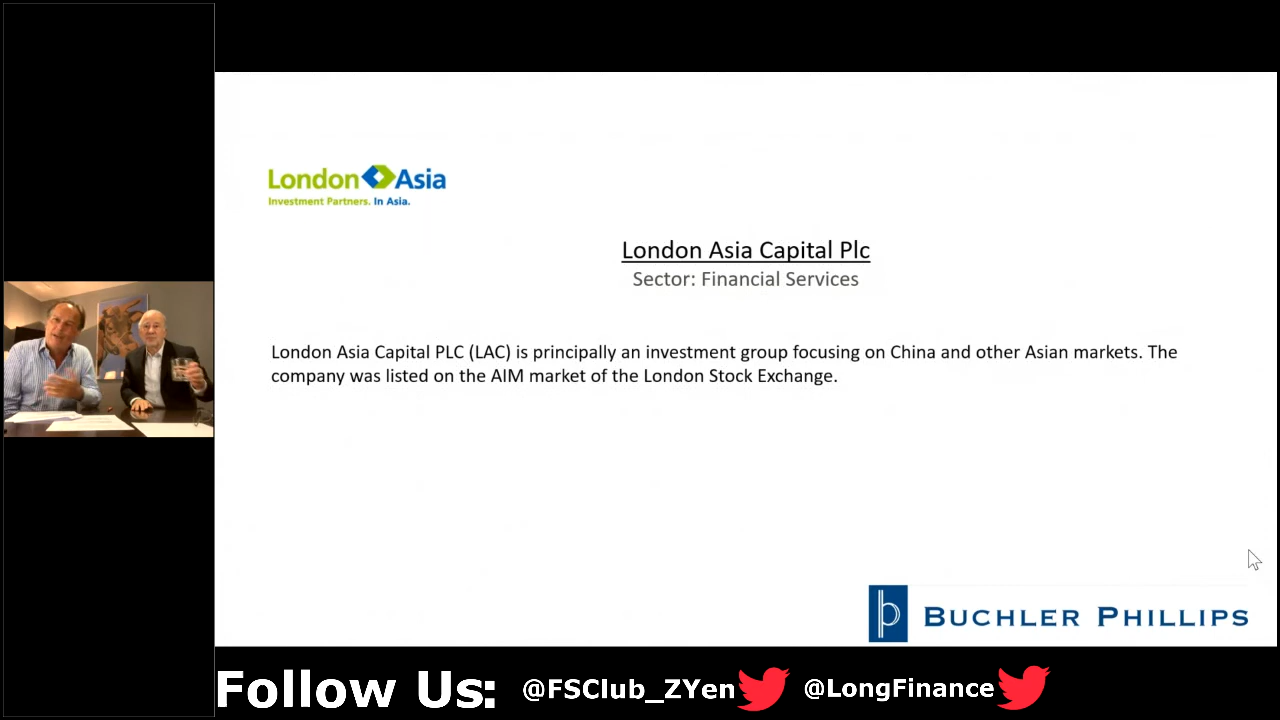 London Asia
Investment Partners. In Asia.
London Asia Capital Plc
Sector: Financial Services
London Asia Capital PLC (LAC) is principally an investment group focusing on China and other Asian markets. The
company was listed on the AIM market of the London Stock Exchange.
BUCHLER PHILLIPS
Follow Us: @FSClub_ZYen @LongFinance